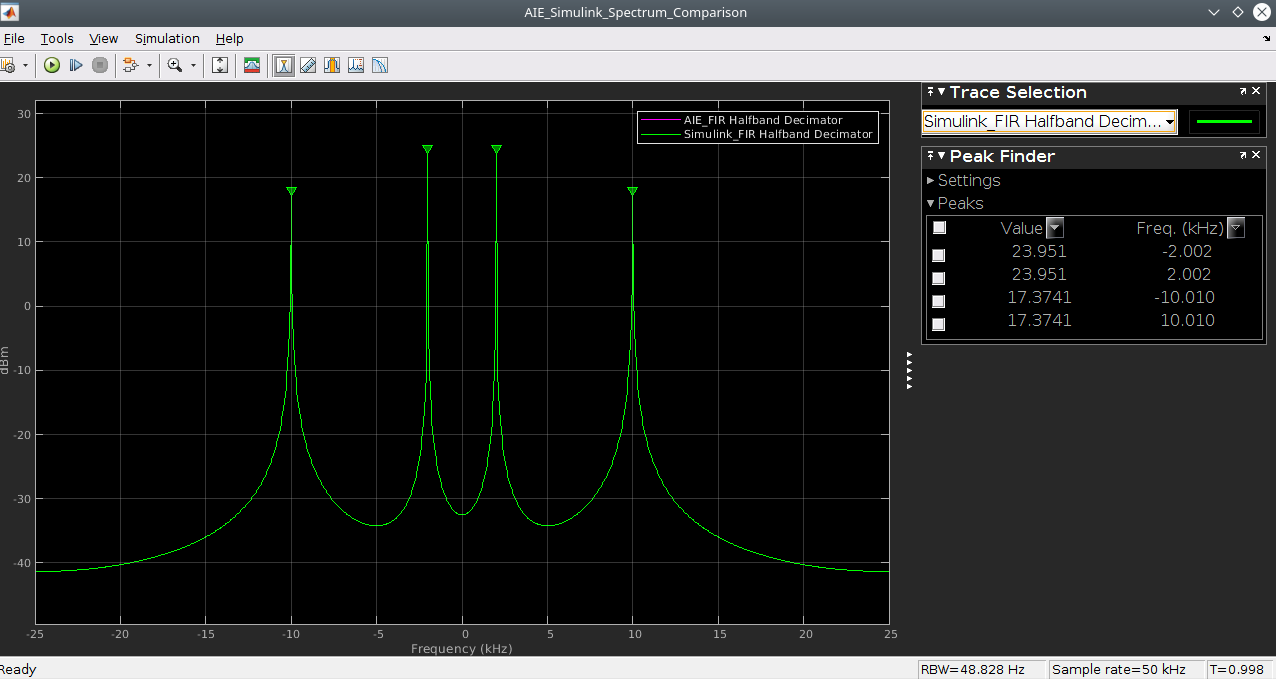 AIE_Simulink_Spectrum_Comparison
File Tools View Simulation Help
AIE_FIR Halfband Decimator
Simulink_FIR Halfband Decimator
30
20
10
0
-10
-20
-30
-40
dBm
-25 -20 -15 -10 -5 0 5 10 15 20 25
Frequency (kHz)
Trace Selection
Simulink_FIR Halfband Decim...
Peak Finder
Settings
Peaks
Value Freq. (kHz)
23.951 -2.002
23.951 2.002
17.3741 -10.010
17.3741 10.010
Ready
RBW=48.828 Hz Sample rate=50 kHz T=0.998